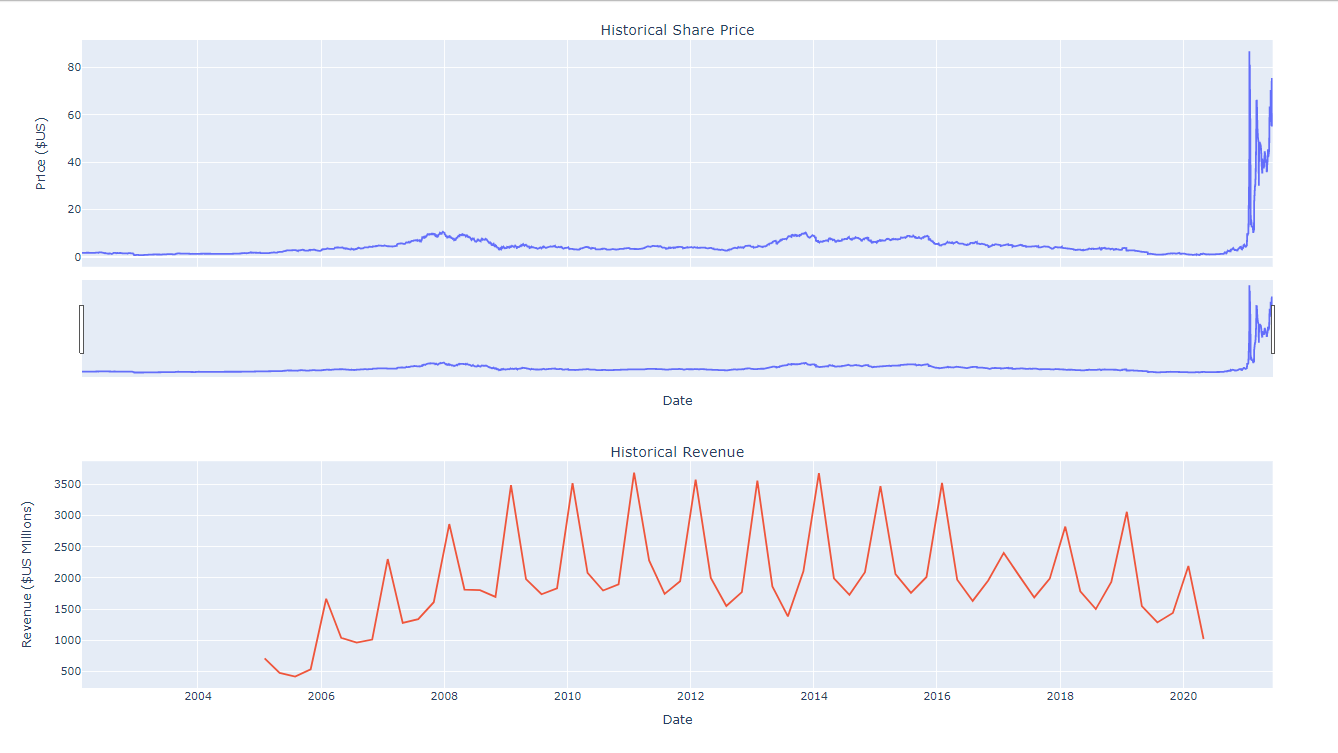 Historical Share Price
Price ($US)
80
60
40
20
0
Date
Historical Revenue
Revenue ($US Millions)
3500
3000
2500
2000
1500
1000
500
2004 2006 2008 2010 2012 2014 2016 2018 2020
Date